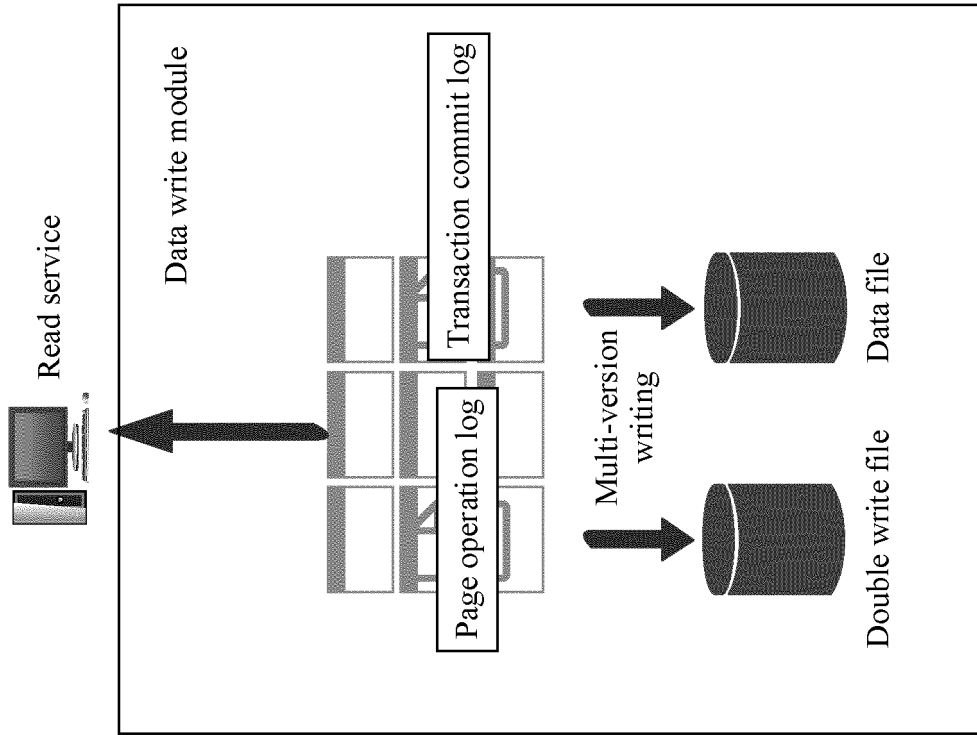 Read service
Data write module
Page operation log
Transaction commit log
Multi-version
writing
Double write file
Data file